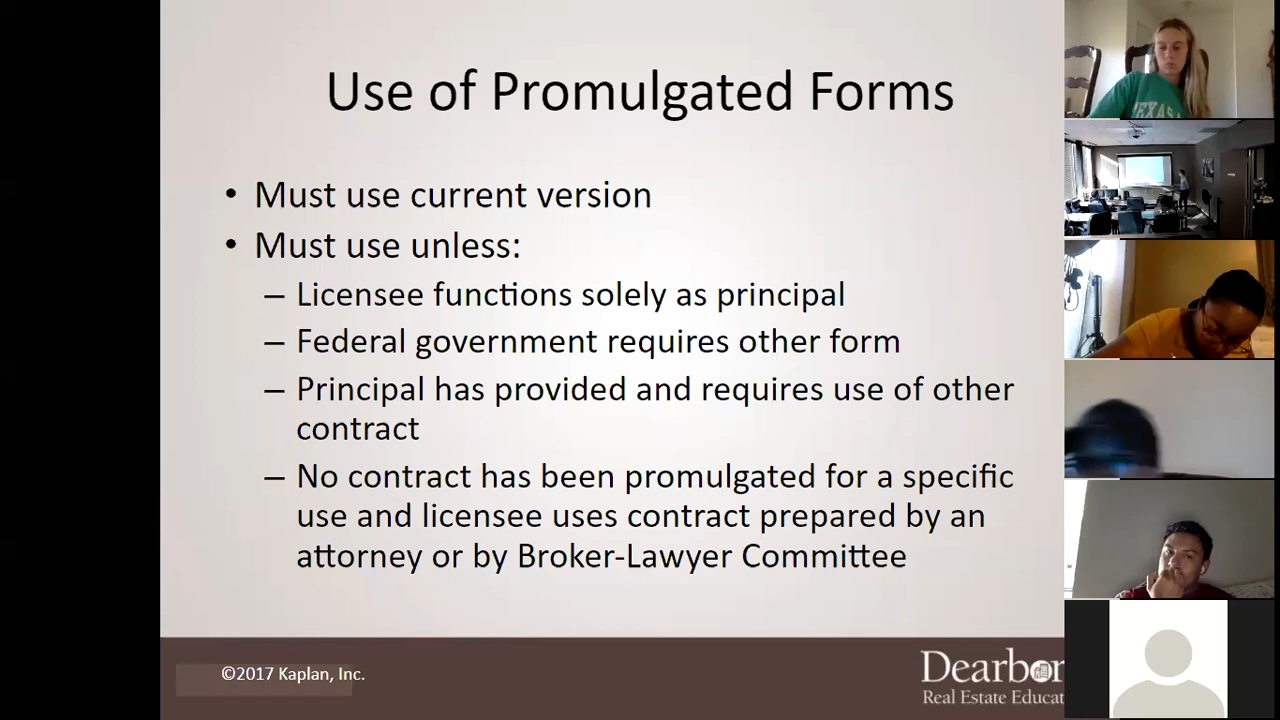 Use of Promulgated Forms
• Must use current version
• Must use unless:
– Licensee functions solely as principal
– Federal government requires other form
– Principal has provided and requires use of other
contract
– No contract has been promulgated for a specific
use and licensee uses contract prepared by an
attorney or by Broker-Lawyer Committee
©2017 Kaplan, Inc.
Dearbor
Real Estate Educat
TEXAS